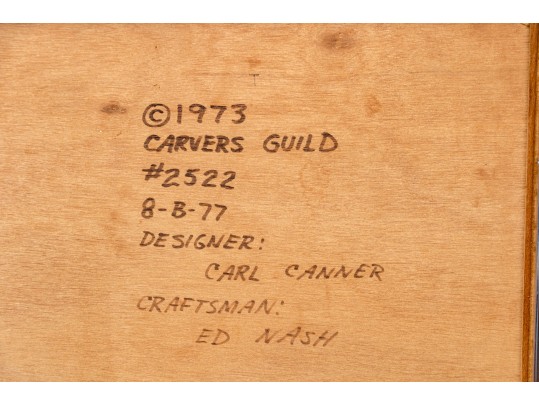 ©1973
CARVERS GUILD
#2522
8-B-77
DESIGNER:
CARL CANNER
CRAFTSMAN:
ED NASH